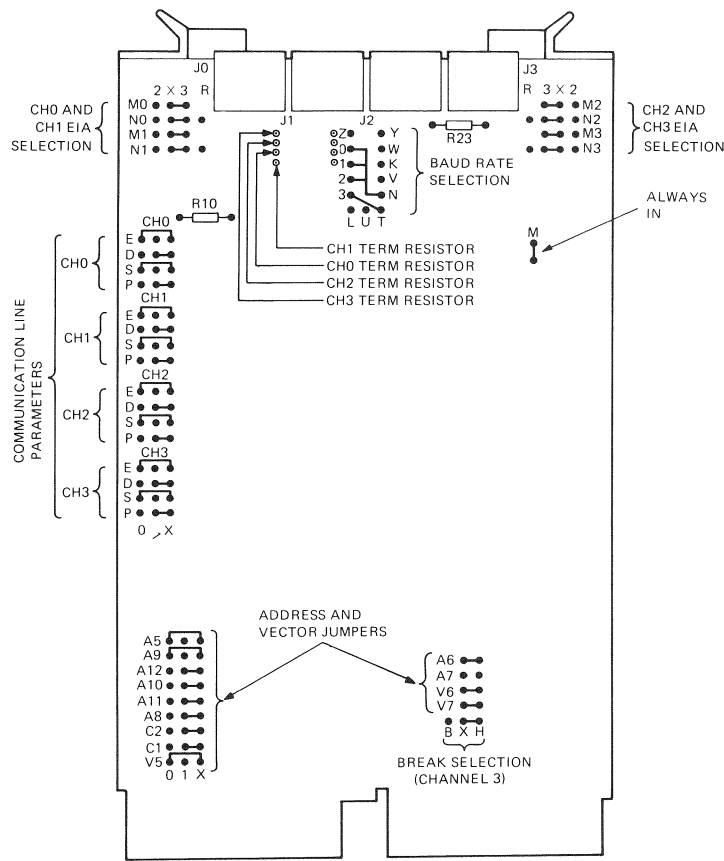 J0
J3
2 X 3 R
R 3 X 2
CH0 AND
CH1 EIA
SELECTION
M0
N0
M1
N1
M2
N2
M3
N3
CH2 AND
CH3 EIA
SELECTION
J1
J2
R23
Z
0
1
2
3
Y
W
K
V
N
L U T
BAUD RATE
SELECTION
ALWAYS
IN
M
R10
CH1 TERM RESISTOR
CH0 TERM RESISTOR
CH2 TERM RESISTOR
CH3 TERM RESISTOR
COMMUNICATION LINE
PARAMETERS
CH0
CH0
E
D
S
P
CH1
CH1
E
D
S
P
CH2
CH2
E
D
S
P
CH3
CH3
E
D
S
P
0 , X
ADDRESS AND
VECTOR JUMPERS
A5
A9
A12
A10
A11
A8
C2
C1
V5
0 1 X
A6
A7
V6
V7
B X H
BREAK SELECTION
(CHANNEL 3)